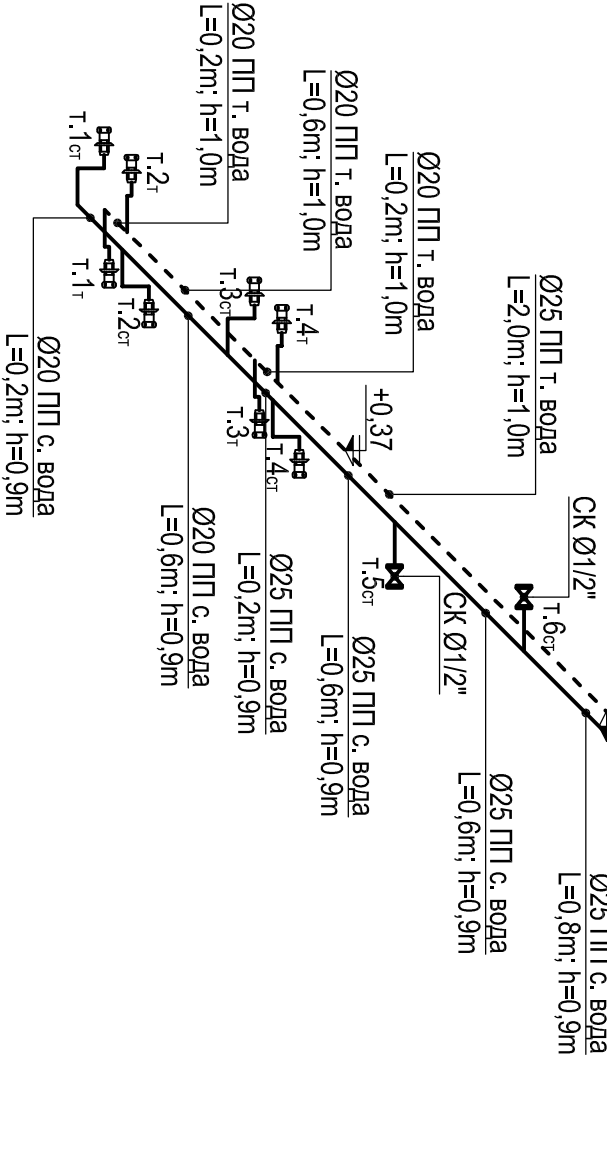 Ø20 ПП т. вода
L=0,2m; h=1,0m
Ø20 ПП т. вода
L=0,6m; h=1,0m
Ø20 ПП т. вода
L=0,2m; h=1,0m
Ø25 ПП т. вода
L=2,0m; h=1,0m
СК Ø1/2"
т.1ст
т.2т
т.1т
т.2ст
т.3ст
т.4т
т.3т
т.4ст
+0,37
т.5ст
СК Ø1/2"
т.6ст
Ø20 ПП с. вода
L=0,2m; h=0,9m
Ø20 ПП с. вода
L=0,6m; h=0,9m
Ø25 ПП с. вода
L=0,2m; h=0,9m
Ø25 ПП с. вода
L=0,6m; h=0,9m
Ø25 ПП с. вода
L=0,6m; h=0,9m
Ø25 ПП с. вода
L=0,8m; h=0,9m